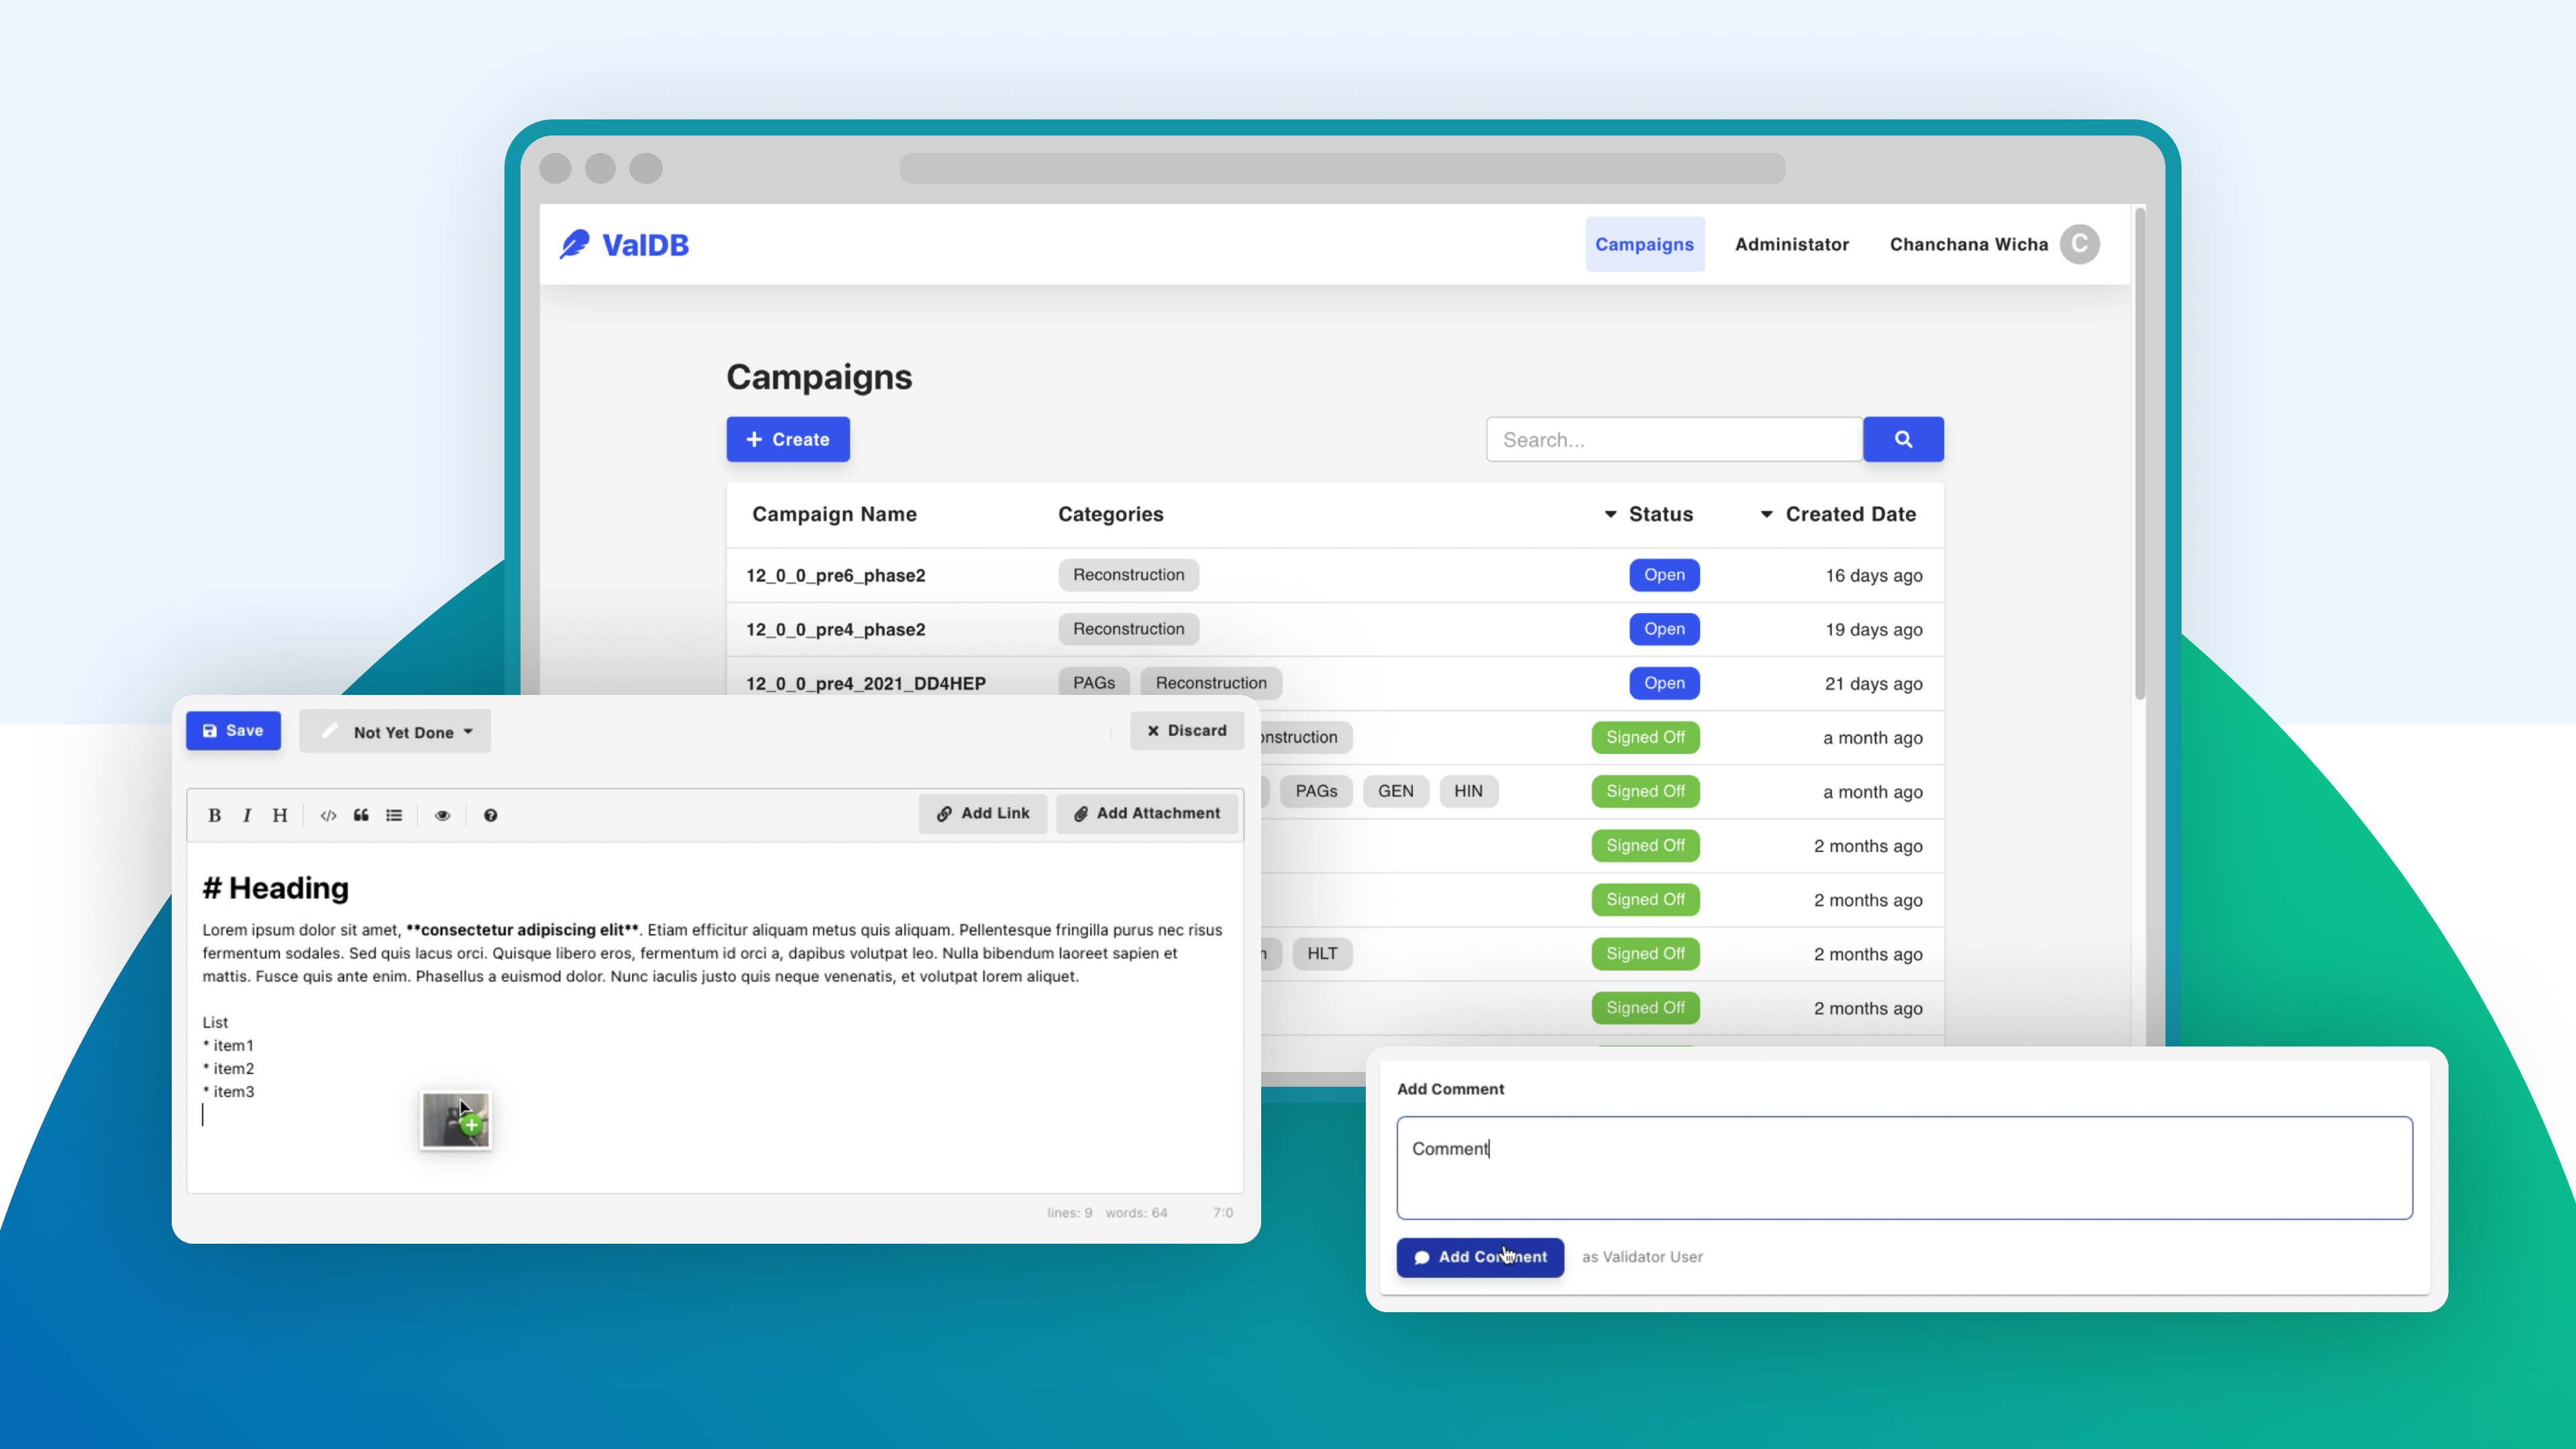 ValDB
Campaigns Administator Chanchana Wicha C
Campaigns
Create
Search...
Campaign Name Categories Status Created Date
12_0_0_pre6_phase2 Reconstruction Open 16 days ago
12_0_0_pre4_phase2 Reconstruction Open 19 days ago
12_0_0_pre4_2021_DD4HEP PAGs Reconstruction Open 21 days ago
onstruction Signed Off a month ago
PAGs GEN HIN Signed Off a month ago
Signed Off 2 months ago
Signed Off 2 months ago
n HLT Signed Off 2 months ago
Signed Off 2 months ago
Save Not Yet Done Discard
B I H Add Link Add Attachment
# Heading
Lorem ipsum dolor sit amet, **consectetur adipiscing elit**. Etiam efficitur aliquam metus quis aliquam. Pellentesque fringilla purus nec risus
fermentum sodales. Sed quis lacus orci. Quisque libero eros, fermentum id orci a, dapibus volutpat leo. Nulla bibendum laoreet sapien et
mattis. Fusce quis ante enim. Phasellus a euismod dolor. Nunc iaculis justo quis neque venenatis, et volutpat lorem aliquet.
List
* item1
* item2
* item3
lines: 9 words: 64 7:0
Add Comment
Comment
Add Comment as Validator User